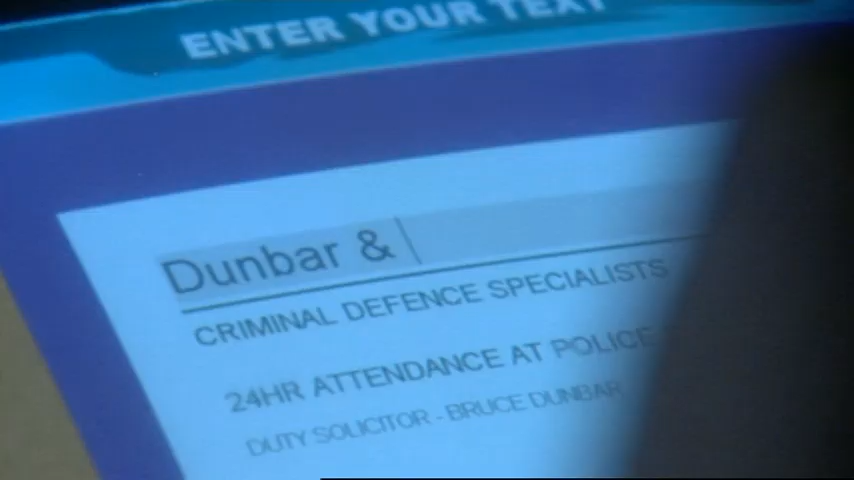 ENTER YOUR TEXT
Dunbar &
CRIMINAL DEFENCE SPECIALISTS
24HR ATTENDANCE AT POLICE
DUTY SOLICITOR - BRUCE DUNBAR